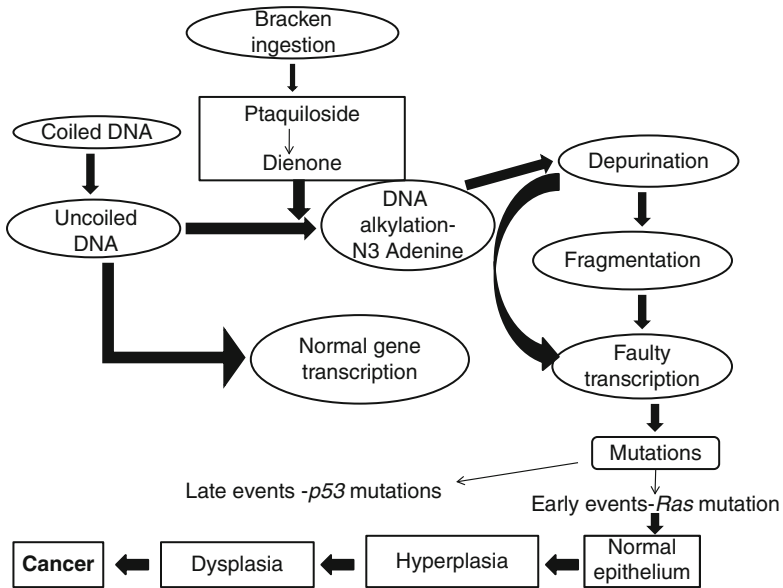 Bracken
ingestion
Ptaquiloside
Dienone
Coiled DNA
Uncoiled
DNA
DNA
alkylation-
N3 Adenine
Depurination
Fragmentation
Normal gene
transcription
Faulty
transcription
Mutations
Late events -p53 mutations
Early events-Ras mutation
Cancer
Dysplasia
Hyperplasia
Normal
epithelium